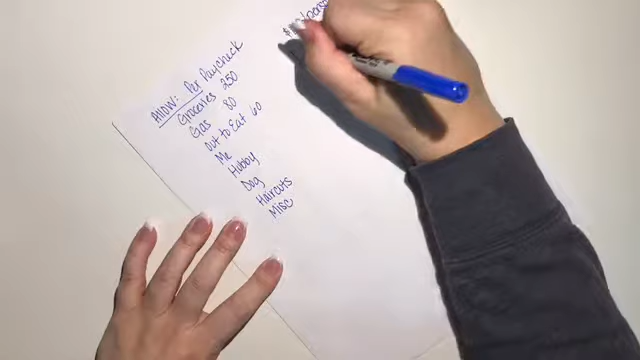 Allow: Per Paycheck
Groceries 250
Gas 80
Out to Eat 60
Me
Hubby
Dog
Haircuts
Misc